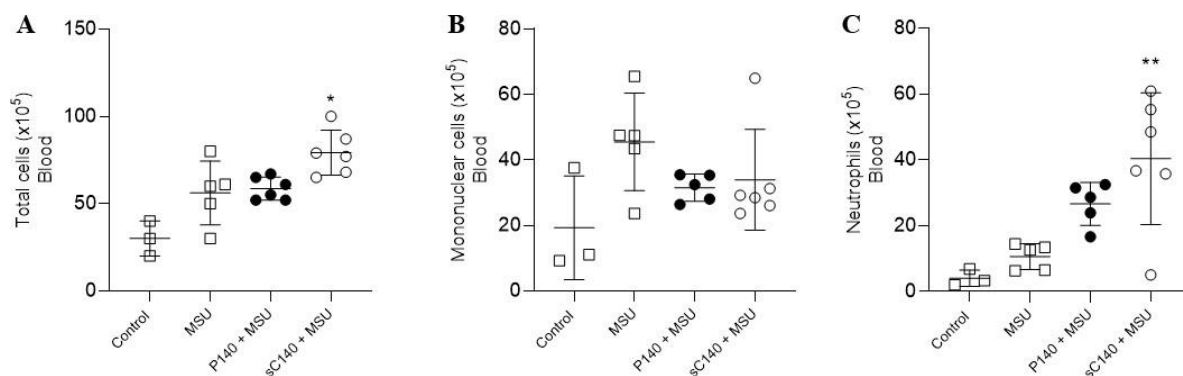 A
Total cells (x10⁵)
Blood
150
100
50
0
*
Control
MSU
P140 + MSU
sC140 + MSU
B
Mononuclear cells (x10⁵)
Blood
80
60
40
20
0
Control
MSU
P140 + MSU
sC140 + MSU
C
Neutrophils (x10⁵)
Blood
80
60
40
20
0
**
Control
MSU
P140 + MSU
sC140 + MSU